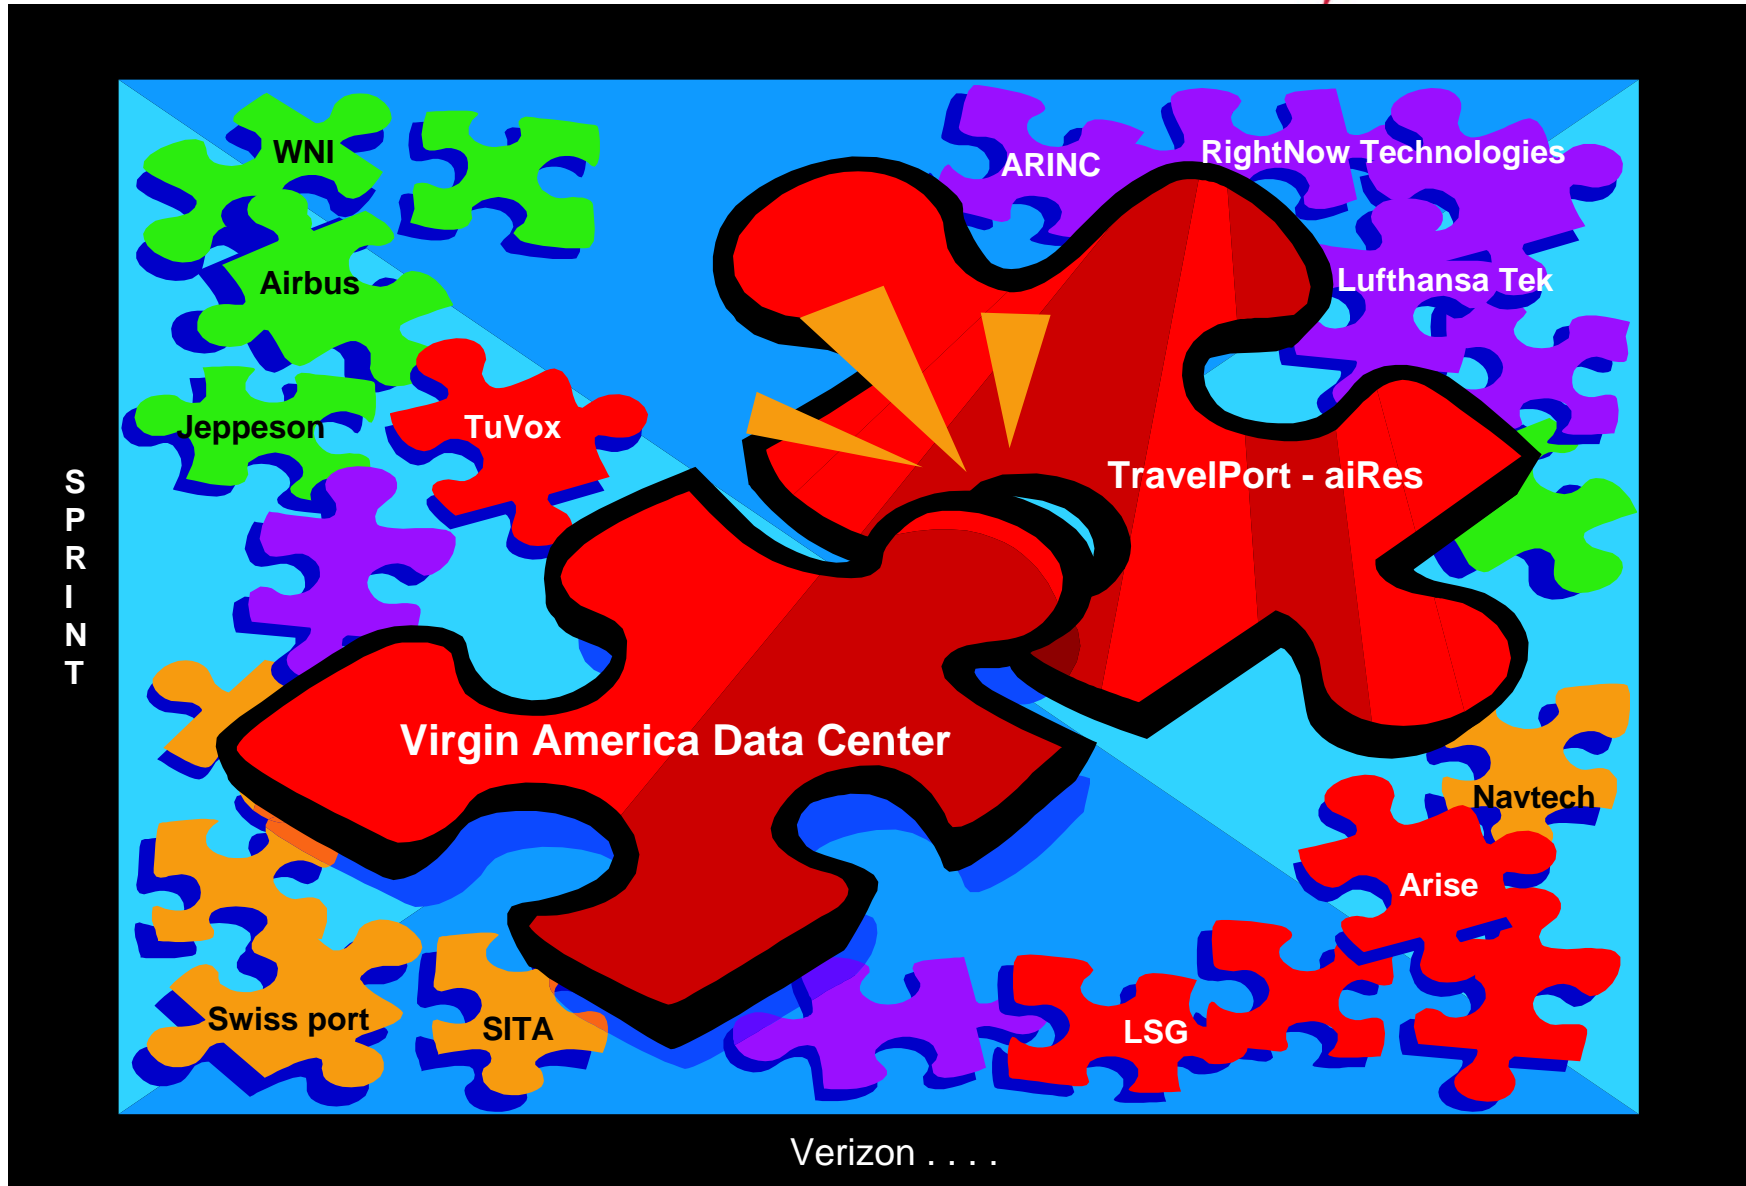 WNI
ARINC
RightNow Technologies
Airbus
Lufthansa Tek
Jeppeson
TuVox
TravelPort - aiRes
SPRINT
Virgin America Data Center
Navtech
Arise
Swiss port
SITA
LSG
Verizon . . . .